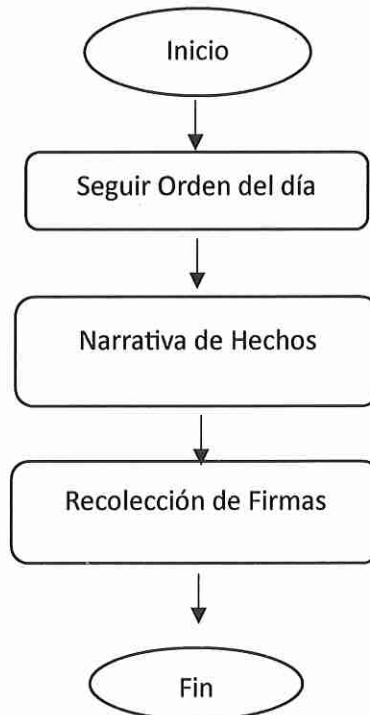 Inicio
Seguir Orden del día
Narrativa de Hechos
Recolección de Firmas
Fin